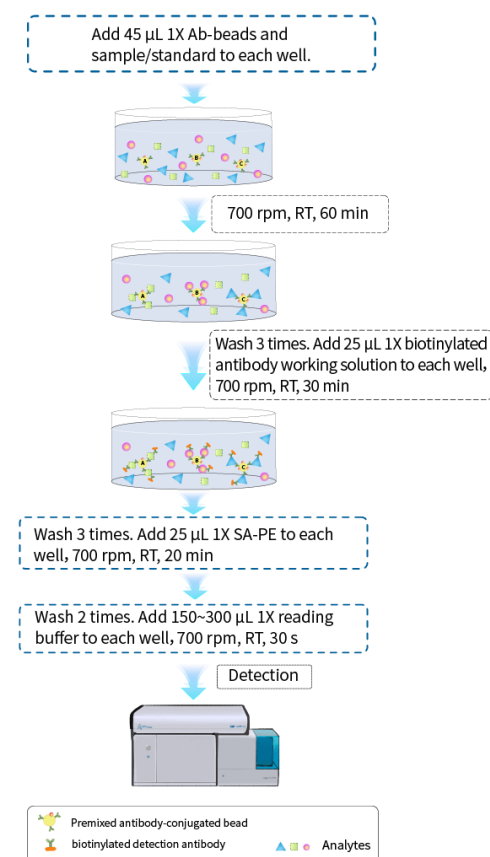 Add 45 μL 1X Ab-beads and
sample/standard to each well.
A
B
C
700 rpm, RT, 60 min
A
B
C
Wash 3 times. Add 25 μL 1X biotinylated
antibody working solution to each well,
700 rpm, RT, 30 min
A
B
C
Wash 3 times. Add 25 μL 1X SA-PE to each
well, 700 rpm, RT, 20 min
Wash 2 times. Add 150~300 μL 1X reading
buffer to each well, 700 rpm, RT, 30 s
Detection
Premixed antibody-conjugated bead
biotinylated detection antibody
Analytes